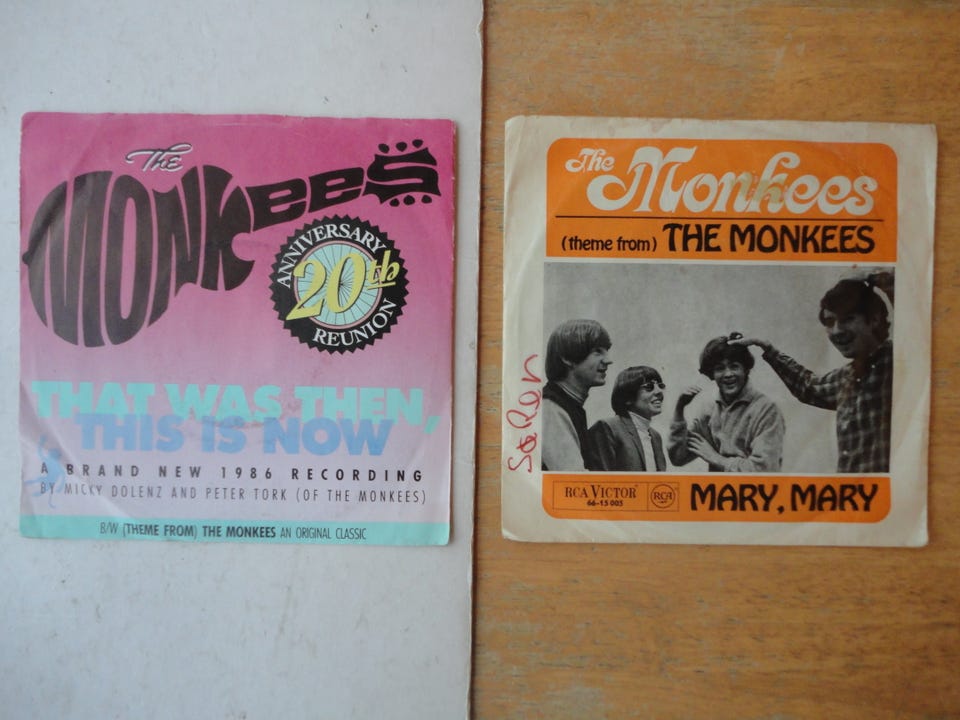 The
MONKEES
ANNIVERSARY
20th
REUNION
THAT WAS THEN,
THIS IS NOW
A BRAND NEW 1986 RECORDING
BY MICKY DOLENZ AND PETER TORK (OF THE MONKEES)
B/W (THEME FROM) THE MONKEES AN ORIGINAL CLASSIC
The Monkees
(theme from) THE MONKEES
Søren
RCA VICTOR
66-15 005
RCA
MARY, MARY